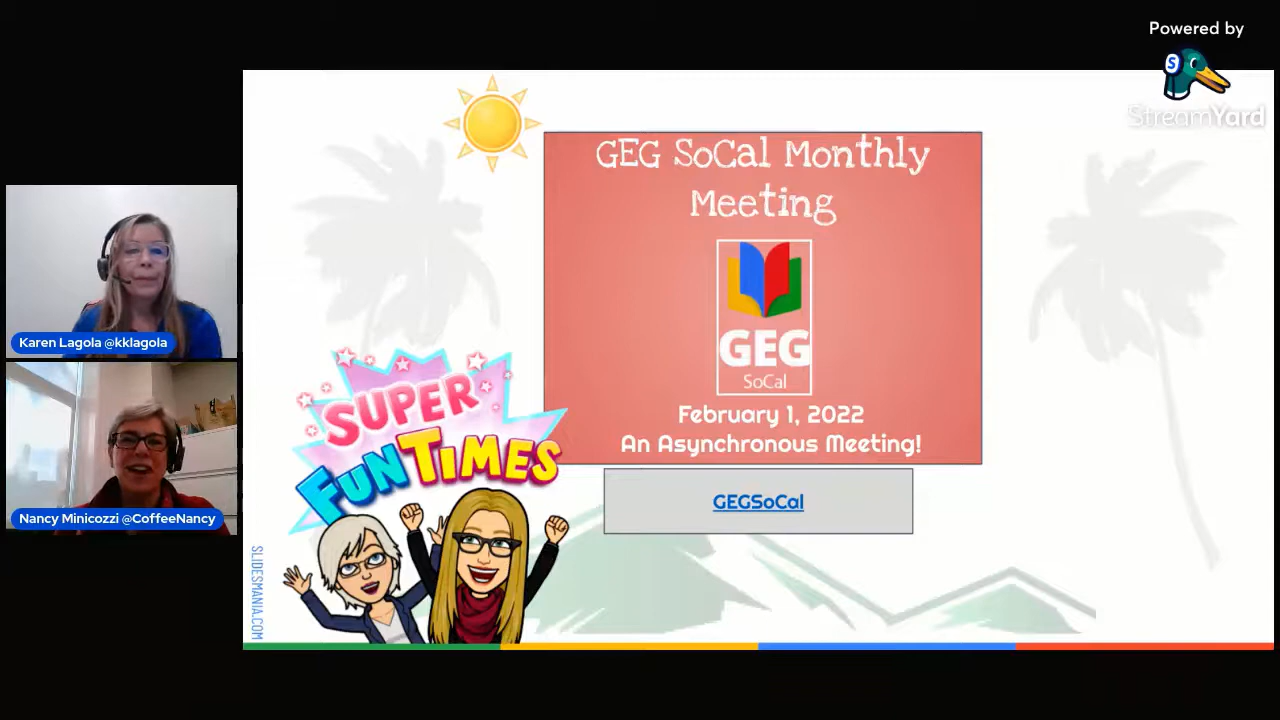 Powered by
StreamYard
GEG SoCal Monthly
Meeting
GEG
SoCal
February 1, 2022
An Asynchronous Meeting!
GEGSoCal
SUPER
FUN TIMES
SLIDESMANIA.COM
Karen Lagola @kklagola
Nancy Minicozzi @CoffeeNancy